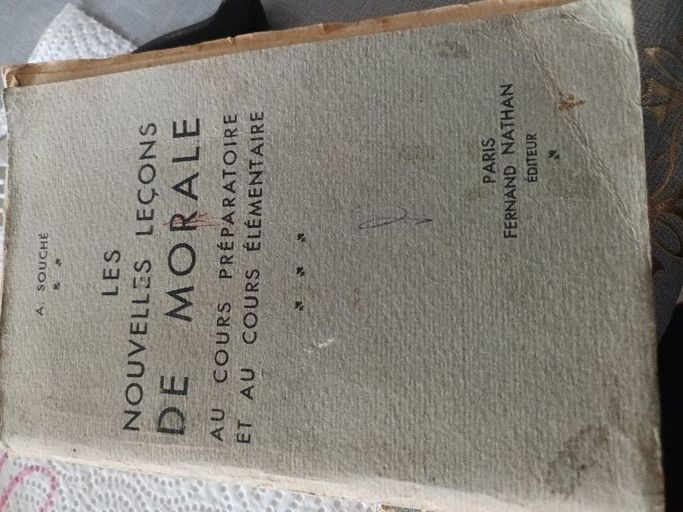 A. SOUCHÉ
LES
NOUVELLES LEÇONS
DE MORALE
AU COURS PRÉPARATOIRE
ET AU COURS ÉLÉMENTAIRE
PARIS
FERNAND NATHAN
ÉDITEUR